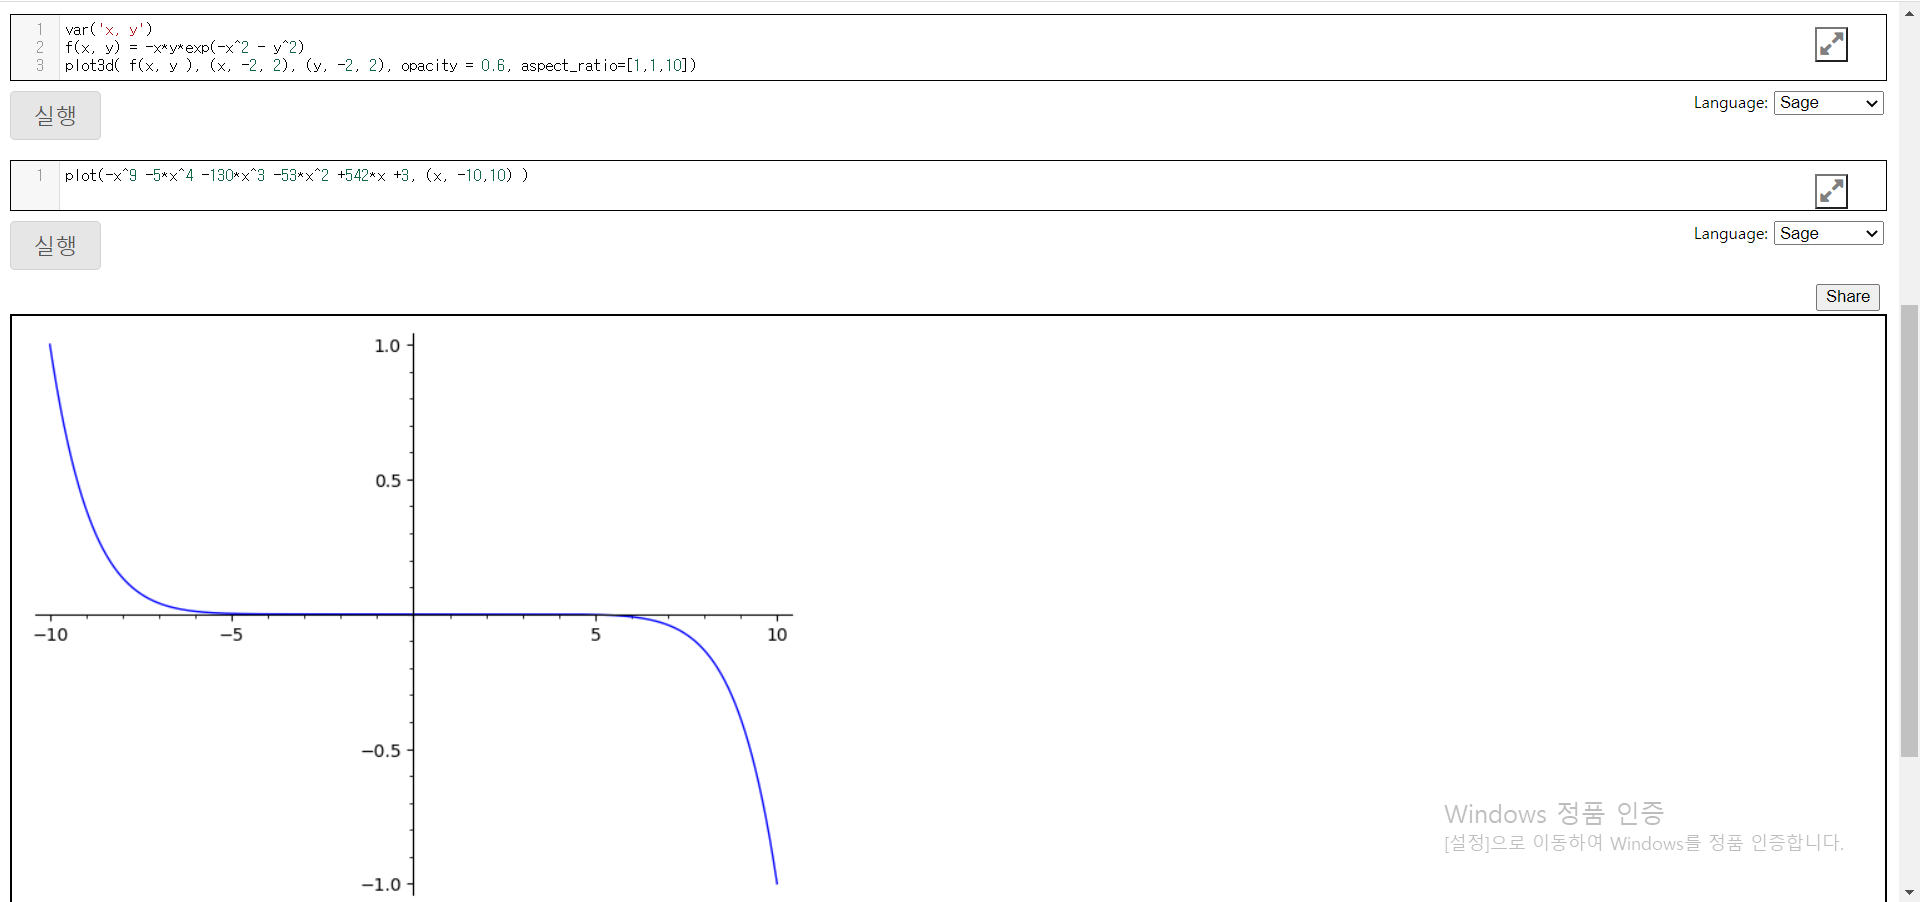 1 var('x, y')
2 f(x, y) = -x*y*exp(-x^2 - y^2)
3 plot3d( f(x, y ), (x, -2, 2), (y, -2, 2), opacity = 0.6, aspect_ratio=[1,1,10])
실행
Language: Sage
1 plot(-x^9 -5*x^4 -130*x^3 -53*x^2 +542*x +3, (x, -10,10) )
실행
Language: Sage
Share
1.0
0.5
−10 −5 5 10
−0.5
−1.0
Windows 정품 인증
[설정]으로 이동하여 Windows를 정품 인증합니다.